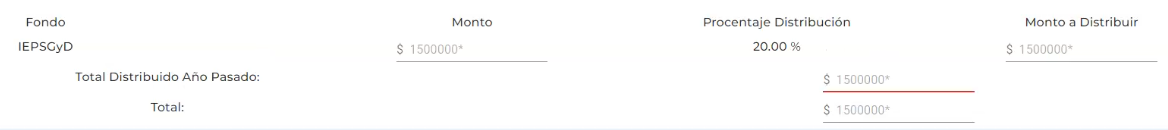 Fondo Monto Procentaje Distribución Monto a Distribuir
IEPSGyD $ 1500000* 20.00 % $ 1500000*
Total Distribuido Año Pasado: $ 1500000*
Total: $ 1500000*